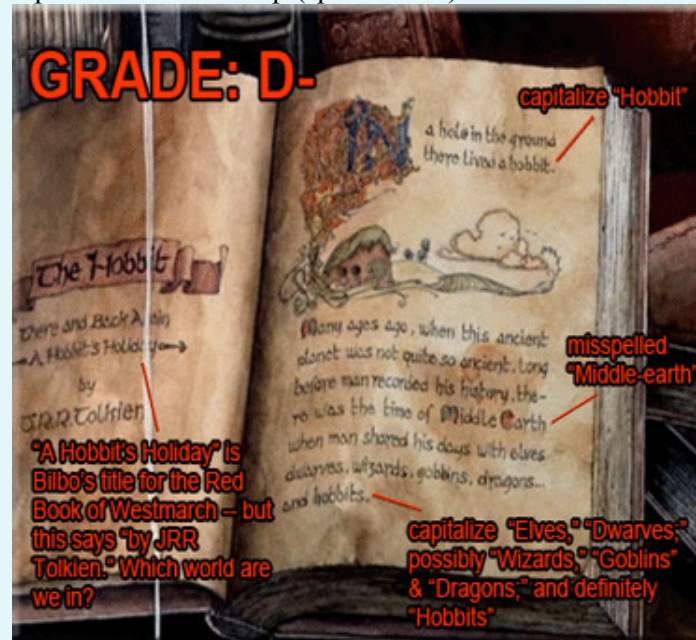 GRADE: D-
The Hobbit
There and Back Again
A Hobbit's Holiday
by
J.R.R. Tolkien
"A Hobbit's Holiday" is
Bilbo's title for the Red
Book of Westmarch – but
this says "by JRR
Tolkien." Which world are
we in?
capitalize "Hobbit"
IN a hole in the ground
there lived a hobbit.
Many ages ago, when this ancient
planet was not quite so ancient, long
before man recorded his history, the-
re was the time of Middle Earth
when man shared his days with elves
dwarves, wizards, goblins, dragons...
and hobbits.
misspelled
"Middle-earth"
capitalize "Elves," "Dwarves,"
possibly "Wizards," "Goblins"
& "Dragons," and definitely
"Hobbits"